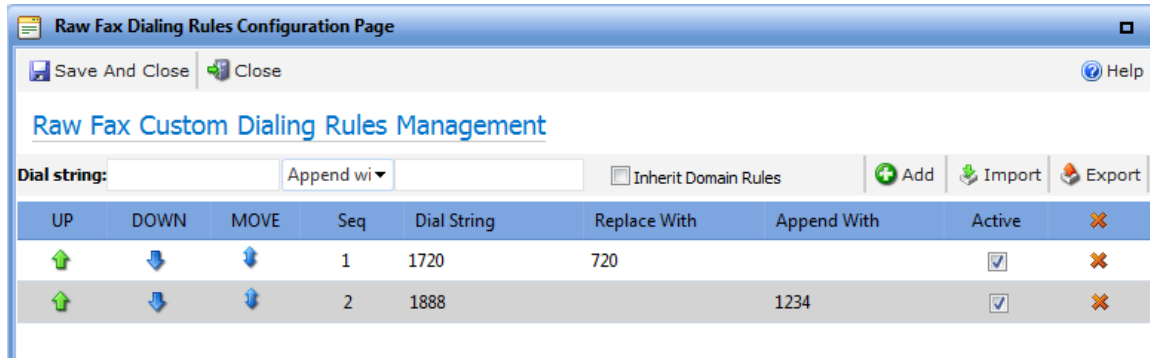 Raw Fax Dialing Rules Configuration Page
Save And Close Close Help
Raw Fax Custom Dialing Rules Management
Dial string: Append wi Inherit Domain Rules Add Import Export
UP DOWN MOVE Seq Dial String Replace With Append With Active
1 1720 720
2 1888 1234